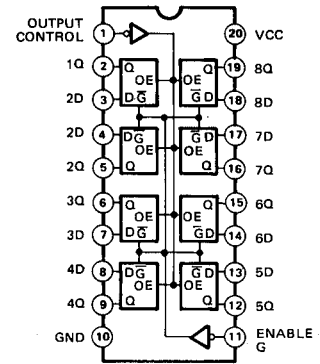 OUTPUT
CONTROL 1 20 VCC
1Q 2 Q OE OE Q 19 8Q
2D 3 D G G D 18 8D
2D 4 D G G D 17 7D
2Q 5 Q OE OE Q 16 7Q
3Q 6 Q OE OE Q 15 6Q
3D 7 D G G D 14 6D
4D 8 D G G D 13 5D
4Q 9 Q OE OE Q 12 5Q
GND 10 11 ENABLE
G